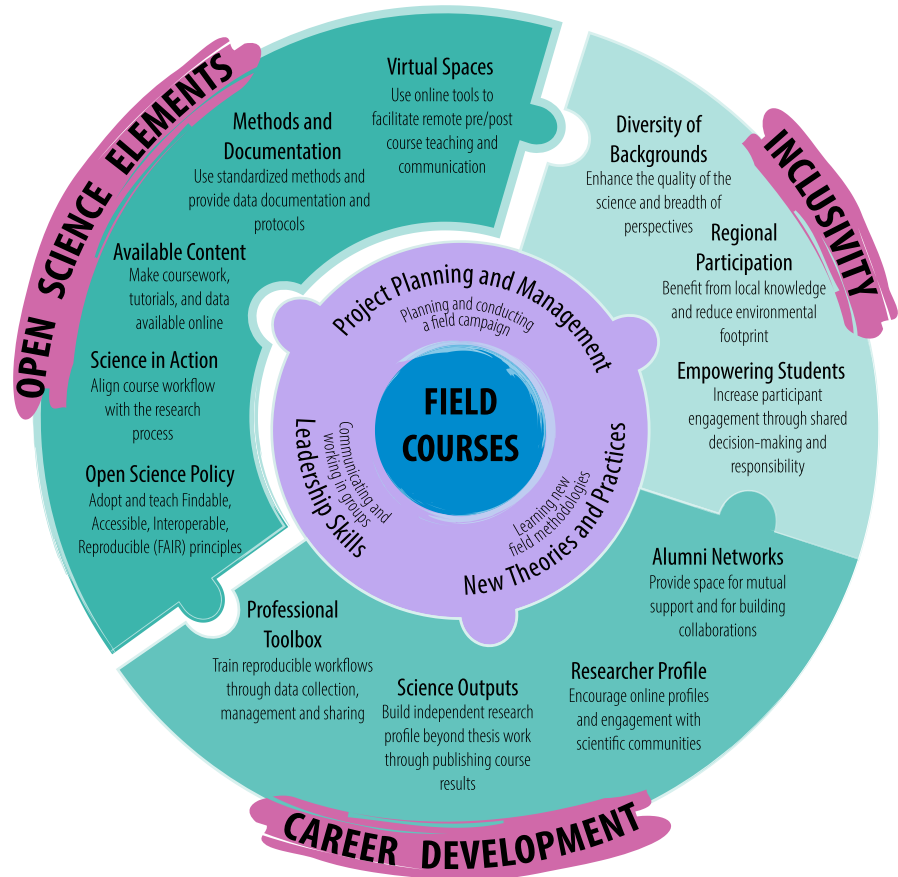 OPEN SCIENCE ELEMENTS
Virtual Spaces
Use online tools to
facilitate remote pre/post
course teaching and
communication
Methods and
Documentation
Use standardized methods and
provide data documentation and
protocols
Available Content
Make coursework,
tutorials, and data
available online
Science in Action
Align course workflow
with the research
process
Open Science Policy
Adopt and teach Findable,
Accessible, Interoperable,
Reproducible (FAIR) principles
INCLUSIVITY
Diversity of
Backgrounds
Enhance the quality of the
science and breadth of
perspectives
Regional
Participation
Benefit from local knowledge
and reduce environmental
footprint
Empowering Students
Increase participant
engagement through shared
decision-making and
responsibility
Project Planning and Management
Planning and conducting
a field campaign
FIELD
COURSES
Leadership Skills
Communicating and
working in groups
Learning new
field methodologies
New Theories and Practices
Alumni Networks
Provide space for mutual
support and for building
collaborations
Researcher Profile
Encourage online profiles
and engagement with
scientific communities
Science Outputs
Build independent research
profile beyond thesis work
through publishing course
results
Professional
Toolbox
Train reproducible workflows
through data collection,
management and sharing
CAREER DEVELOPMENT